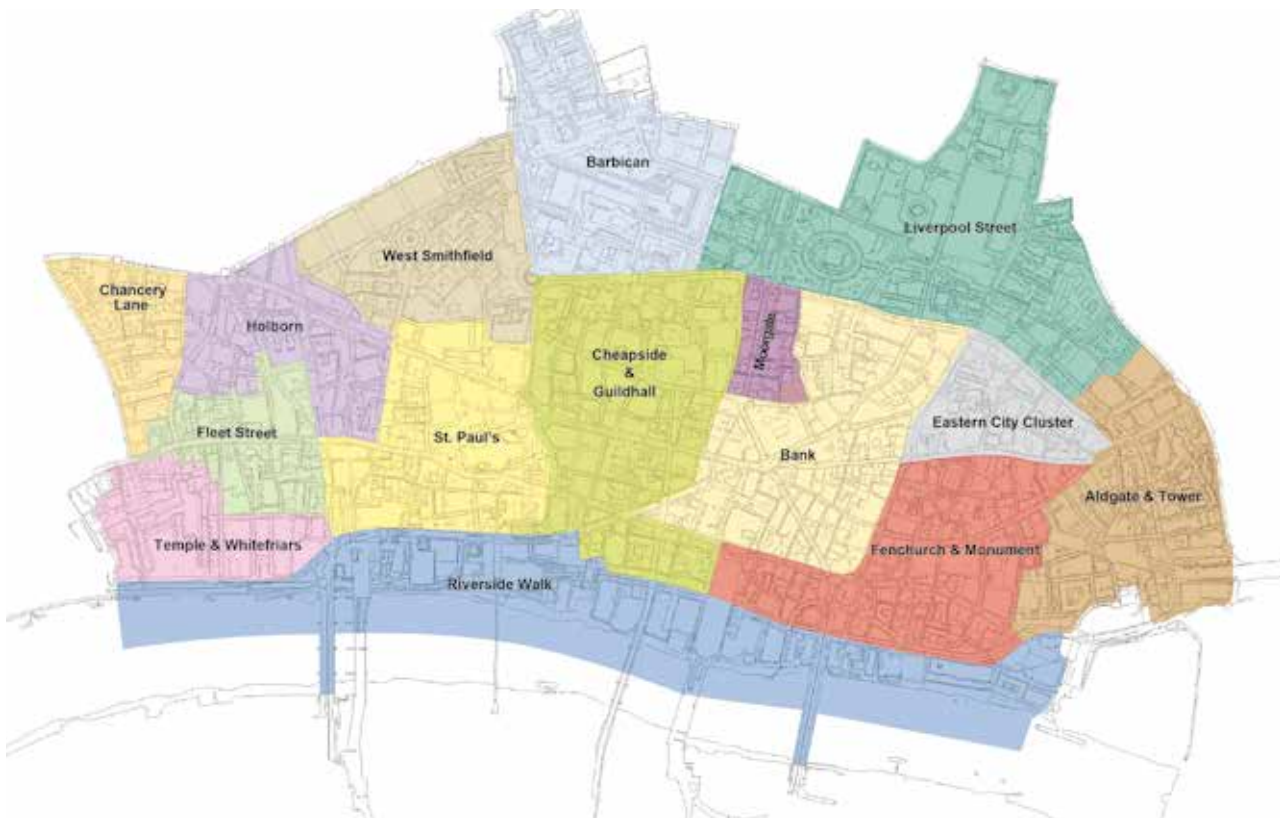 Barbican
Liverpool Street
West Smithfield
Chancery
Lane
Holborn
Moorgate
Cheapside
&
Guildhall
Fleet Street
St. Paul's
Eastern City Cluster
Bank
Aldgate & Tower
Temple & Whitefriars
Fenchurch & Monument
Riverside Walk